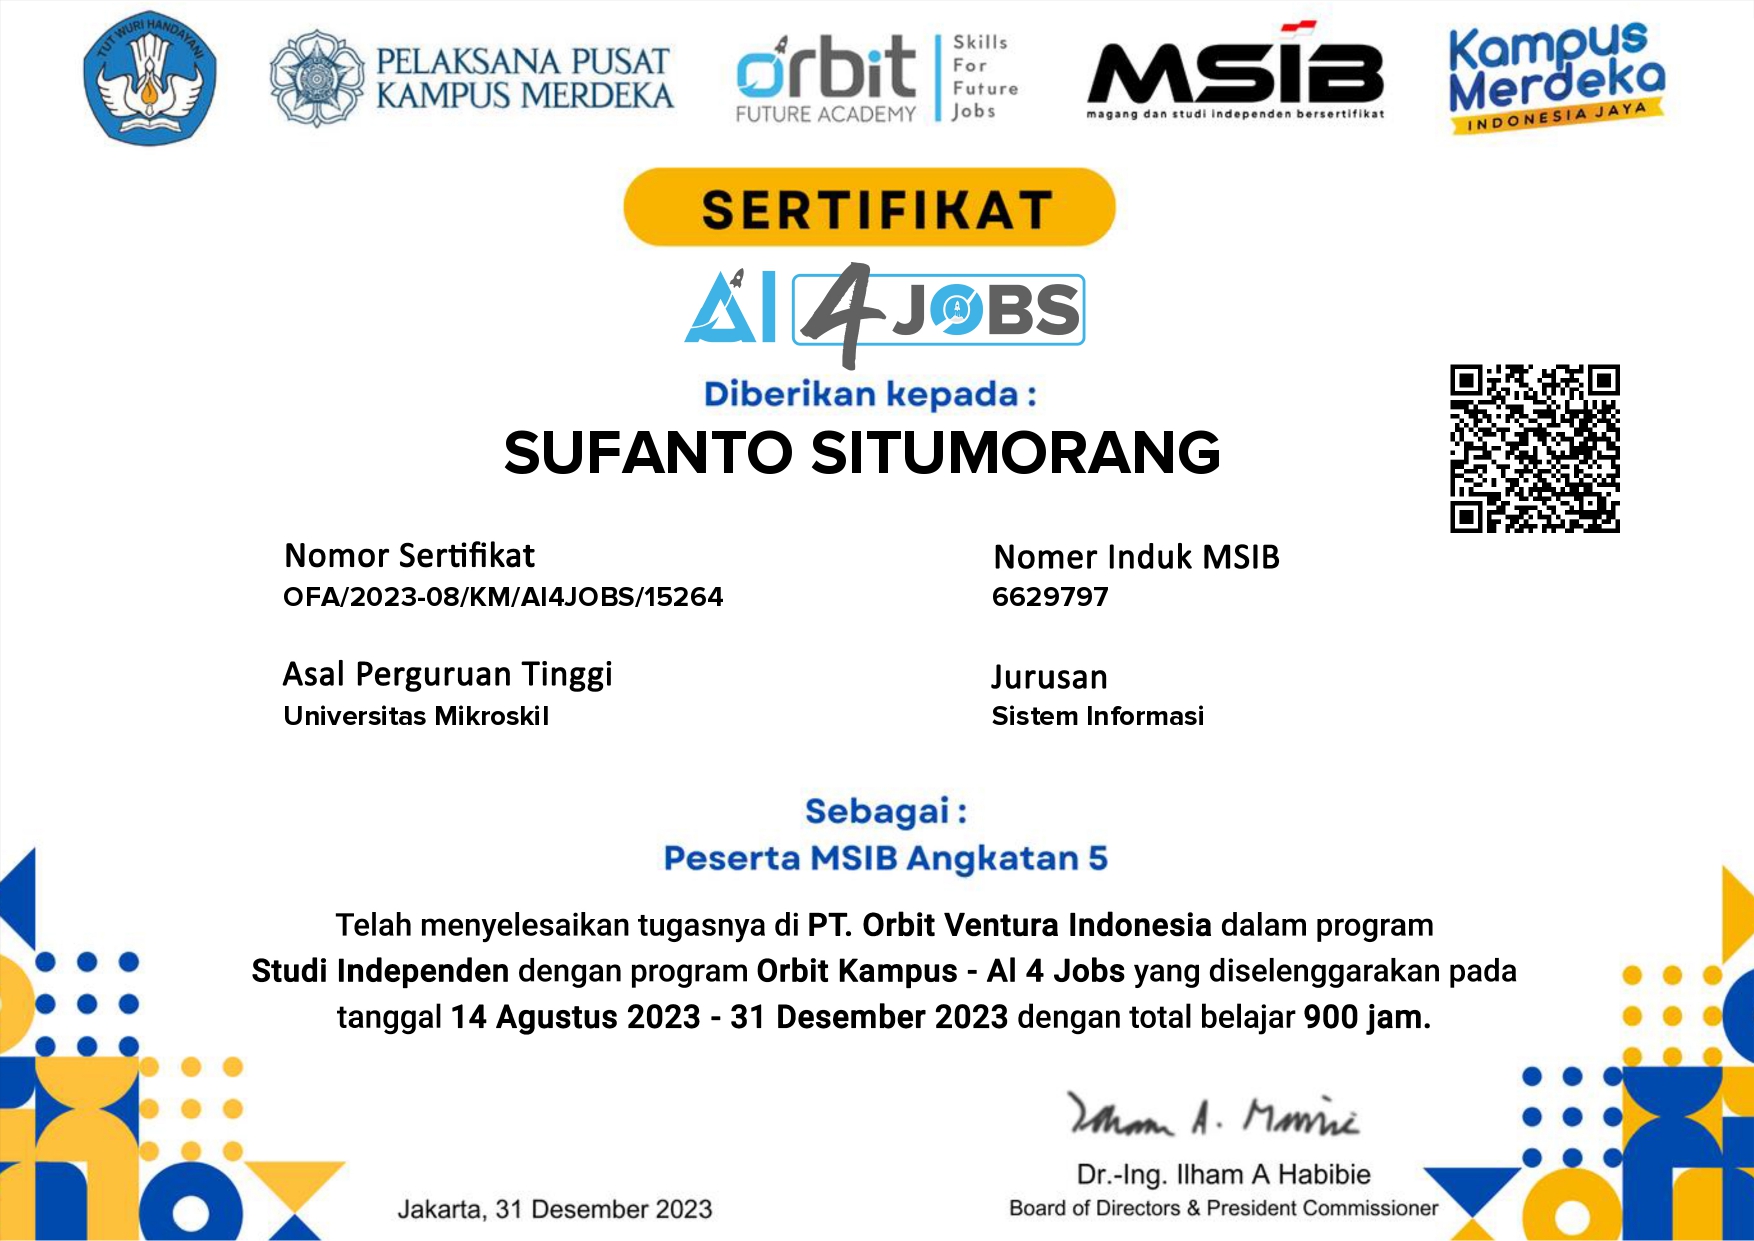 TUT WURI HANDAYANI
PELAKSANA PUSAT
KAMPUS MERDEKA
orbit
FUTURE ACADEMY
Skills
For
Future
Jobs
MSIB
magang dan studi independen bersertifikat
Kampus
Merdeka
INDONESIA JAYA
SERTIFIKAT
AI 4 JOBS
Diberikan kepada :
SUFANTO SITUMORANG
Nomor Sertifikat
OFA/2023-08/KM/AI4JOBS/15264
Nomer Induk MSIB
6629797
Asal Perguruan Tinggi
Universitas Mikroskil
Jurusan
Sistem Informasi
Sebagai :
Peserta MSIB Angkatan 5
Telah menyelesaikan tugasnya di PT. Orbit Ventura Indonesia dalam program
Studi Independen dengan program Orbit Kampus - AI 4 Jobs yang diselenggarakan pada
tanggal 14 Agustus 2023 - 31 Desember 2023 dengan total belajar 900 jam.
Dr.-Ing. Ilham A Habibie
Board of Directors & President Commissioner
Jakarta, 31 Desember 2023